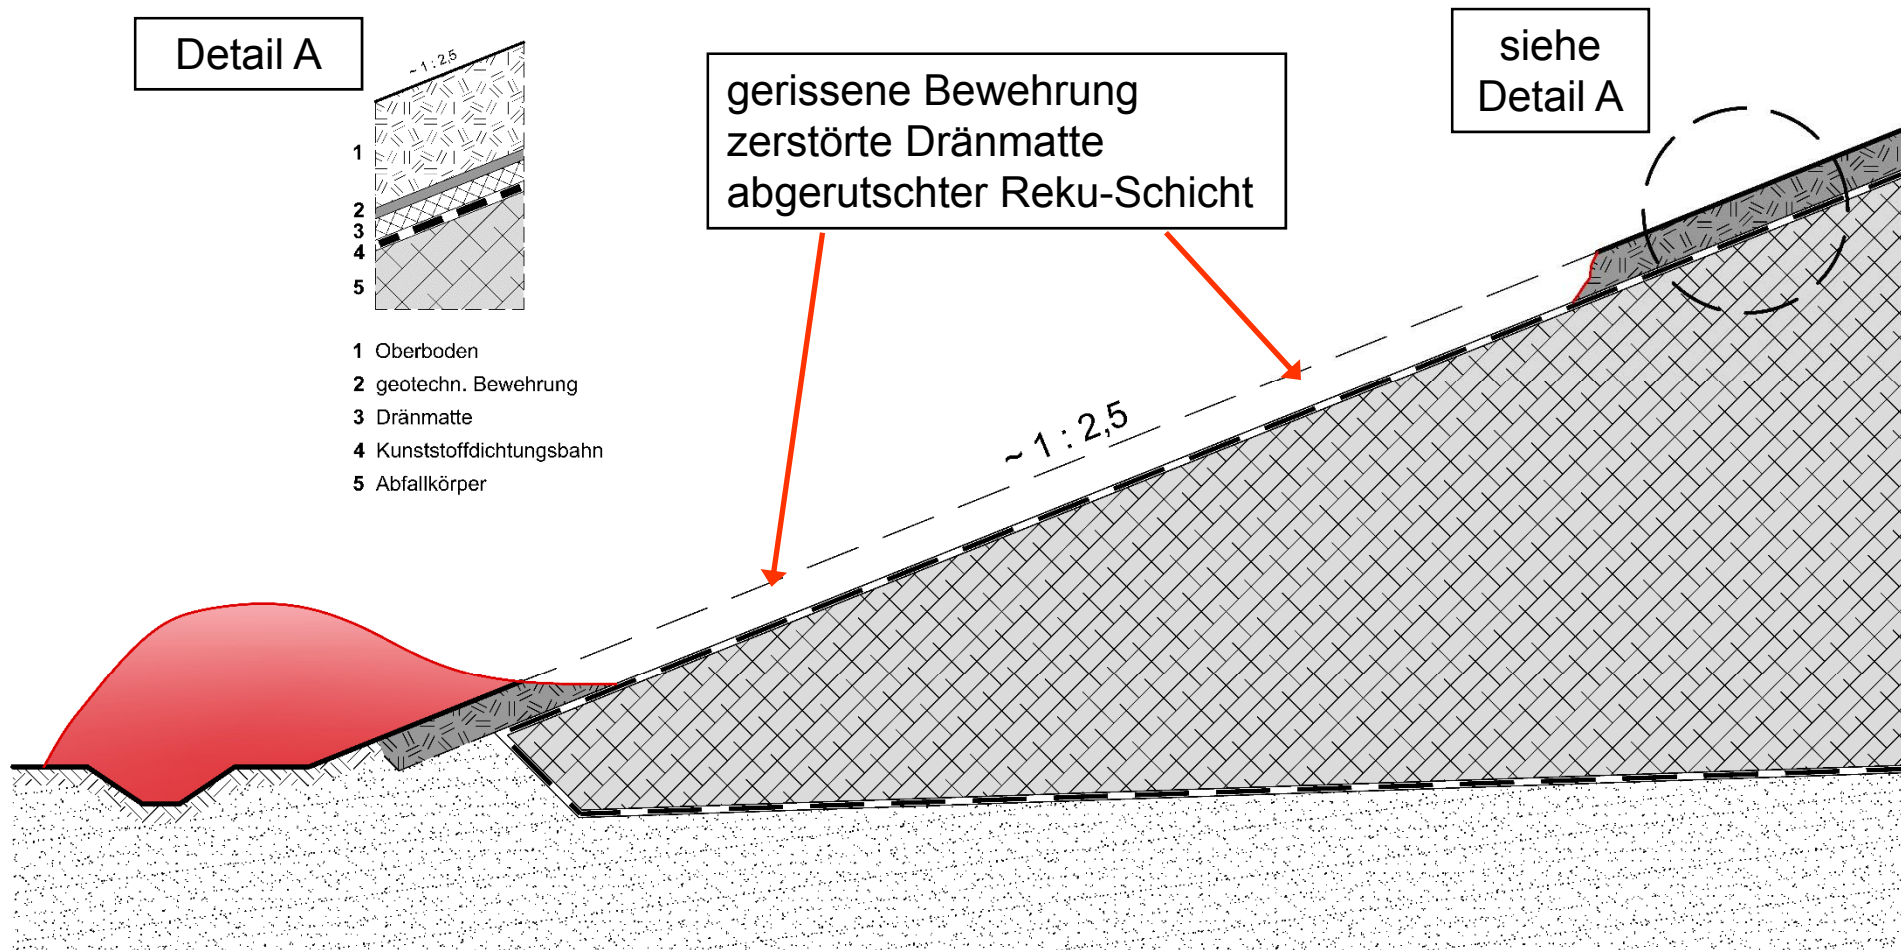 Detail A
~ 1 : 2,5
1
2
3
4
5
1 Oberboden
2 geotechn. Bewehrung
3 Dränmatte
4 Kunststoffdichtungsbahn
5 Abfallkörper
gerissene Bewehrung
zerstörte Dränmatte
abgerutschter Reku-Schicht
siehe
Detail A
~ 1 : 2,5